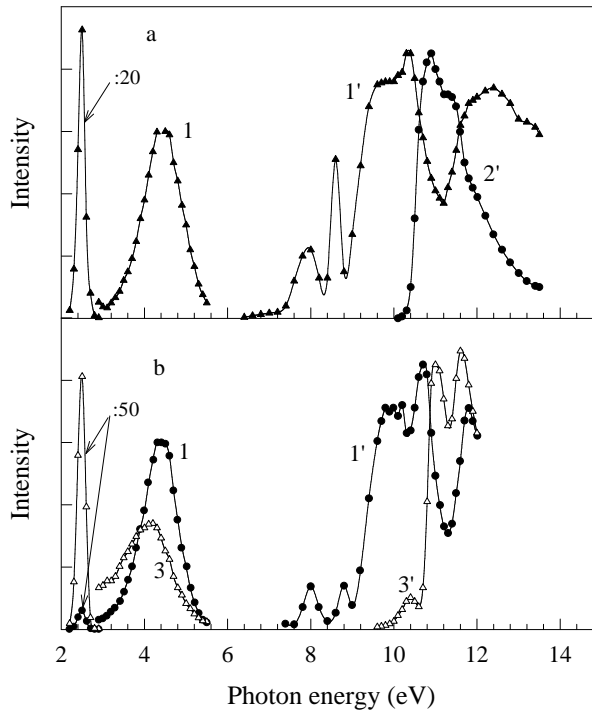 a
:20
1
1'
2'
Intensity
b
:50
1
3
1'
3'
Intensity
2 4 6 8 10 12 14
Photon energy (eV)